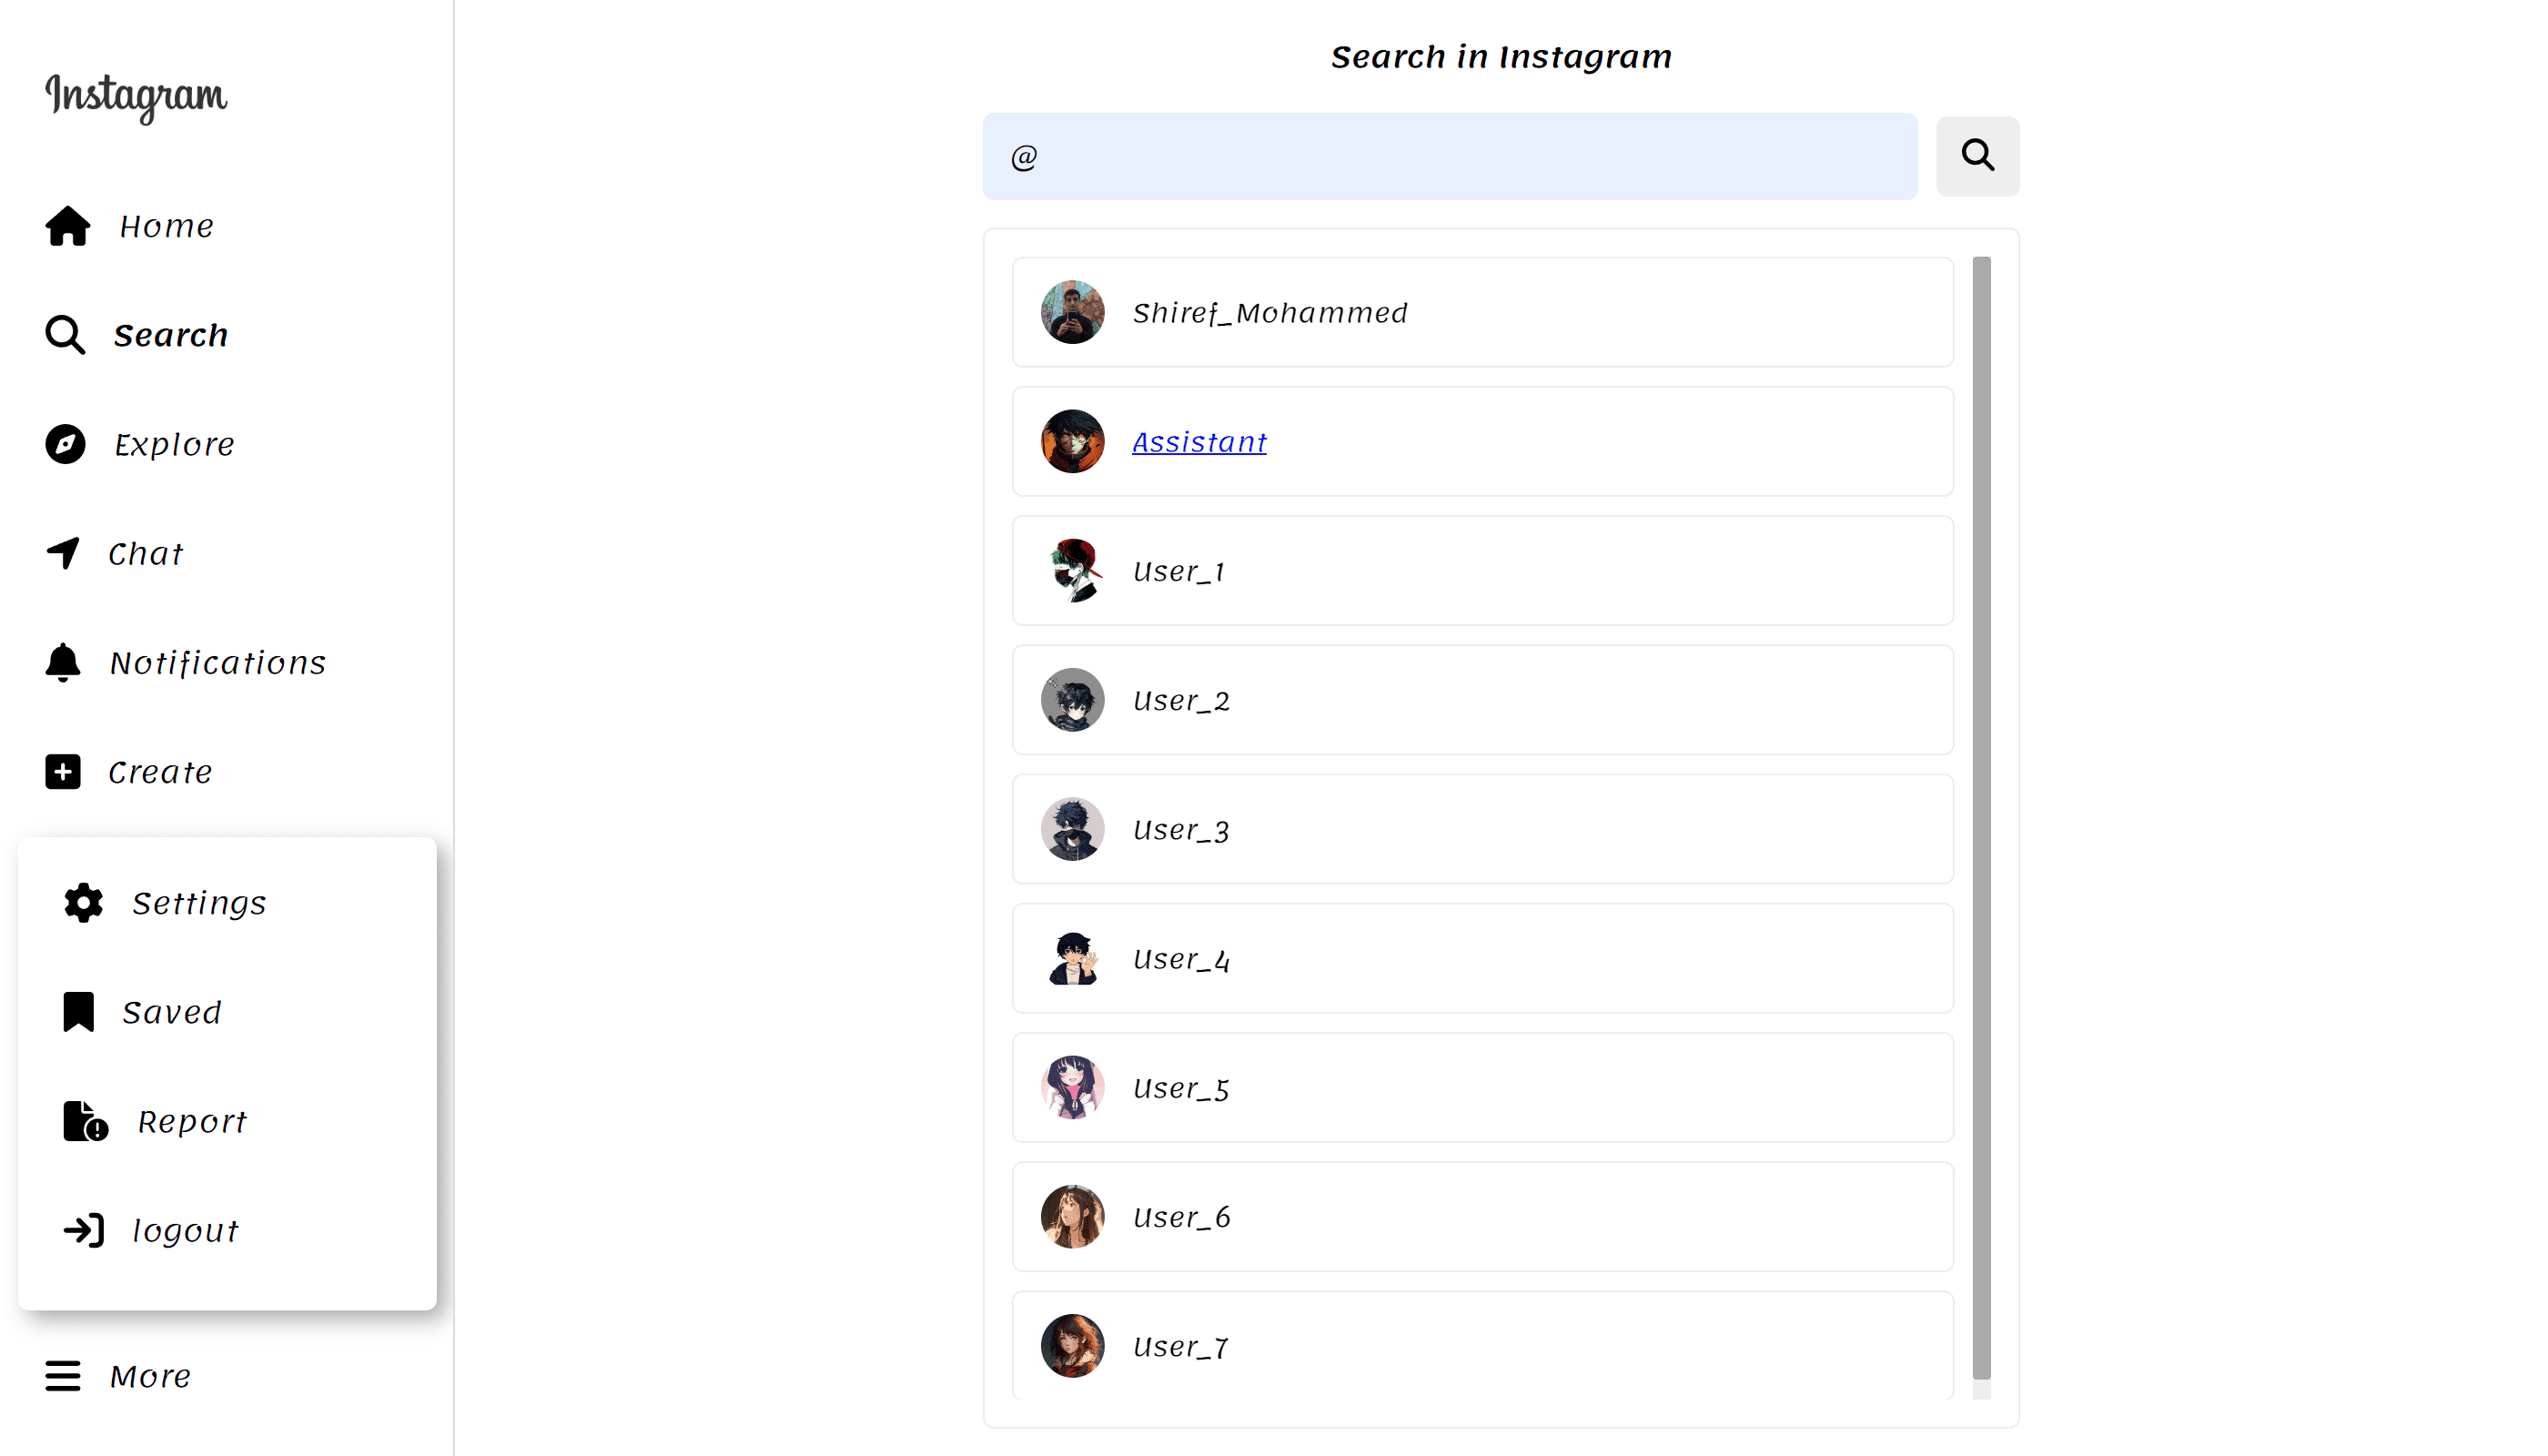 Instagram
Home
Search
Explore
Chat
Notifications
Create
Settings
Saved
Report
logout
More
Search in Instagram
@
Shiref_Mohammed
Assistant
User_1
User_2
User_3
User_4
User_5
User_6
User_7